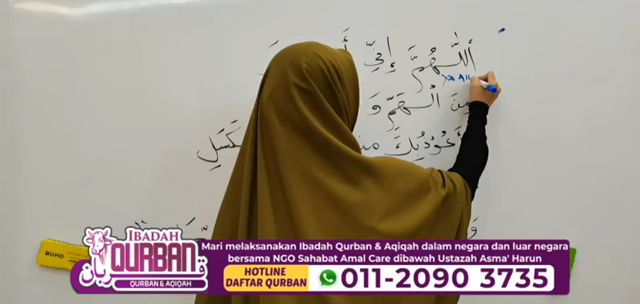 أَللّٰهُمَّ إِنِّي
مِنَ الْهَمِّ وَ
أَعُوذُبِكَ مِنَ
كَسَلِ
IBADAH
QURBAN
قربان
QURBAN & AQIQAH
Mari melaksanakan Ibadah Qurban & Aqiqah dalam negara dan luar negara
bersama NGO Sahabat Amal Care dibawah Ustazah Asma' Harun
HOTLINE
DAFTAR QURBAN
011-2090 3735